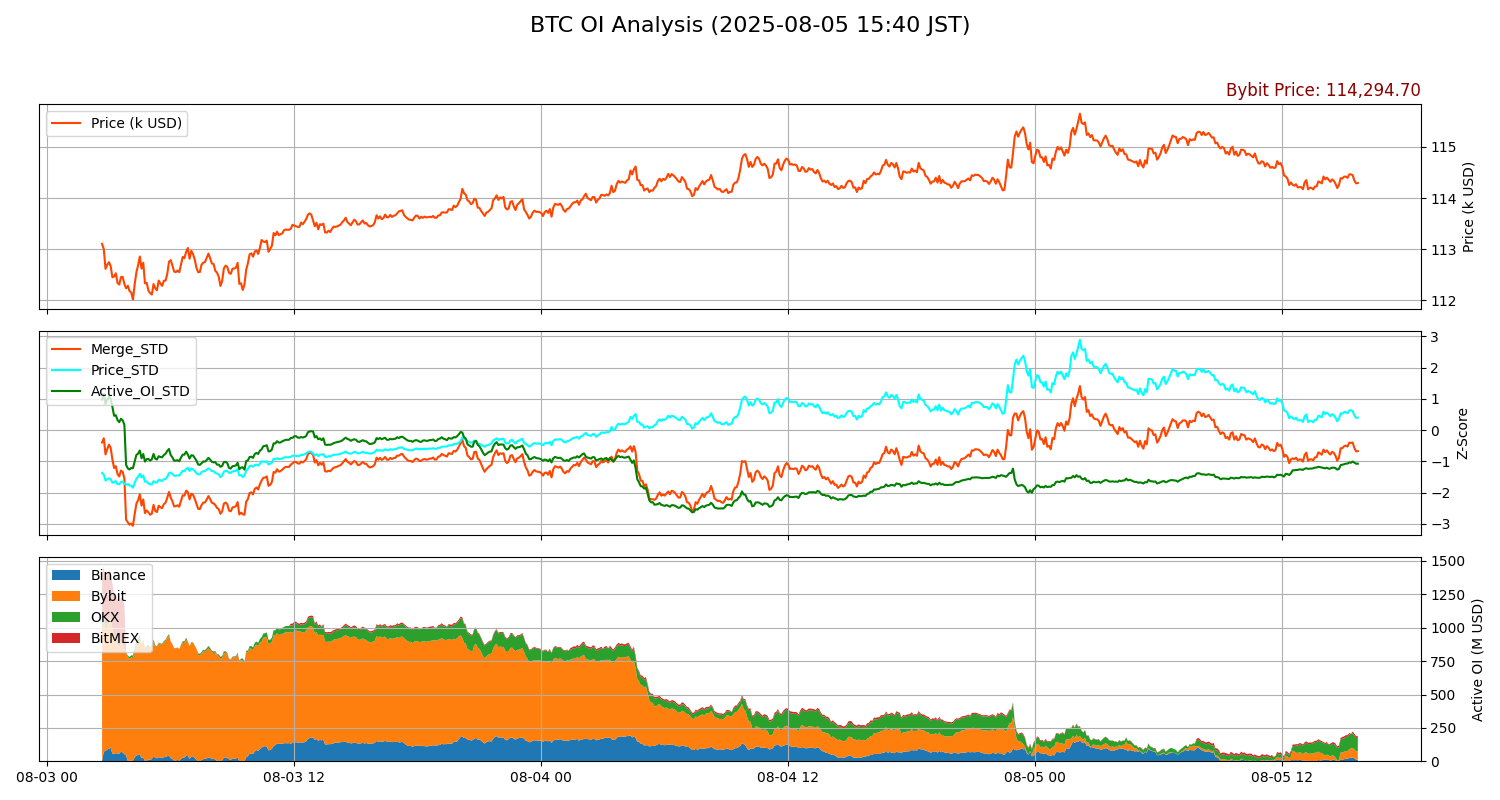 BTC OI Analysis (2025-08-05 15:40 JST)
Bybit Price: 114,294.70
Price (k USD)
115
114
113
112
Price (k USD)
Merge_STD
Price_STD
Active_OI_STD
3
2
1
0
−1
−2
−3
Z-Score
Binance
Bybit
OKX
BitMEX
1500
1250
1000
750
500
250
0
Active OI (M USD)
08-03 00
08-03 12
08-04 00
08-04 12
08-05 00
08-05 12